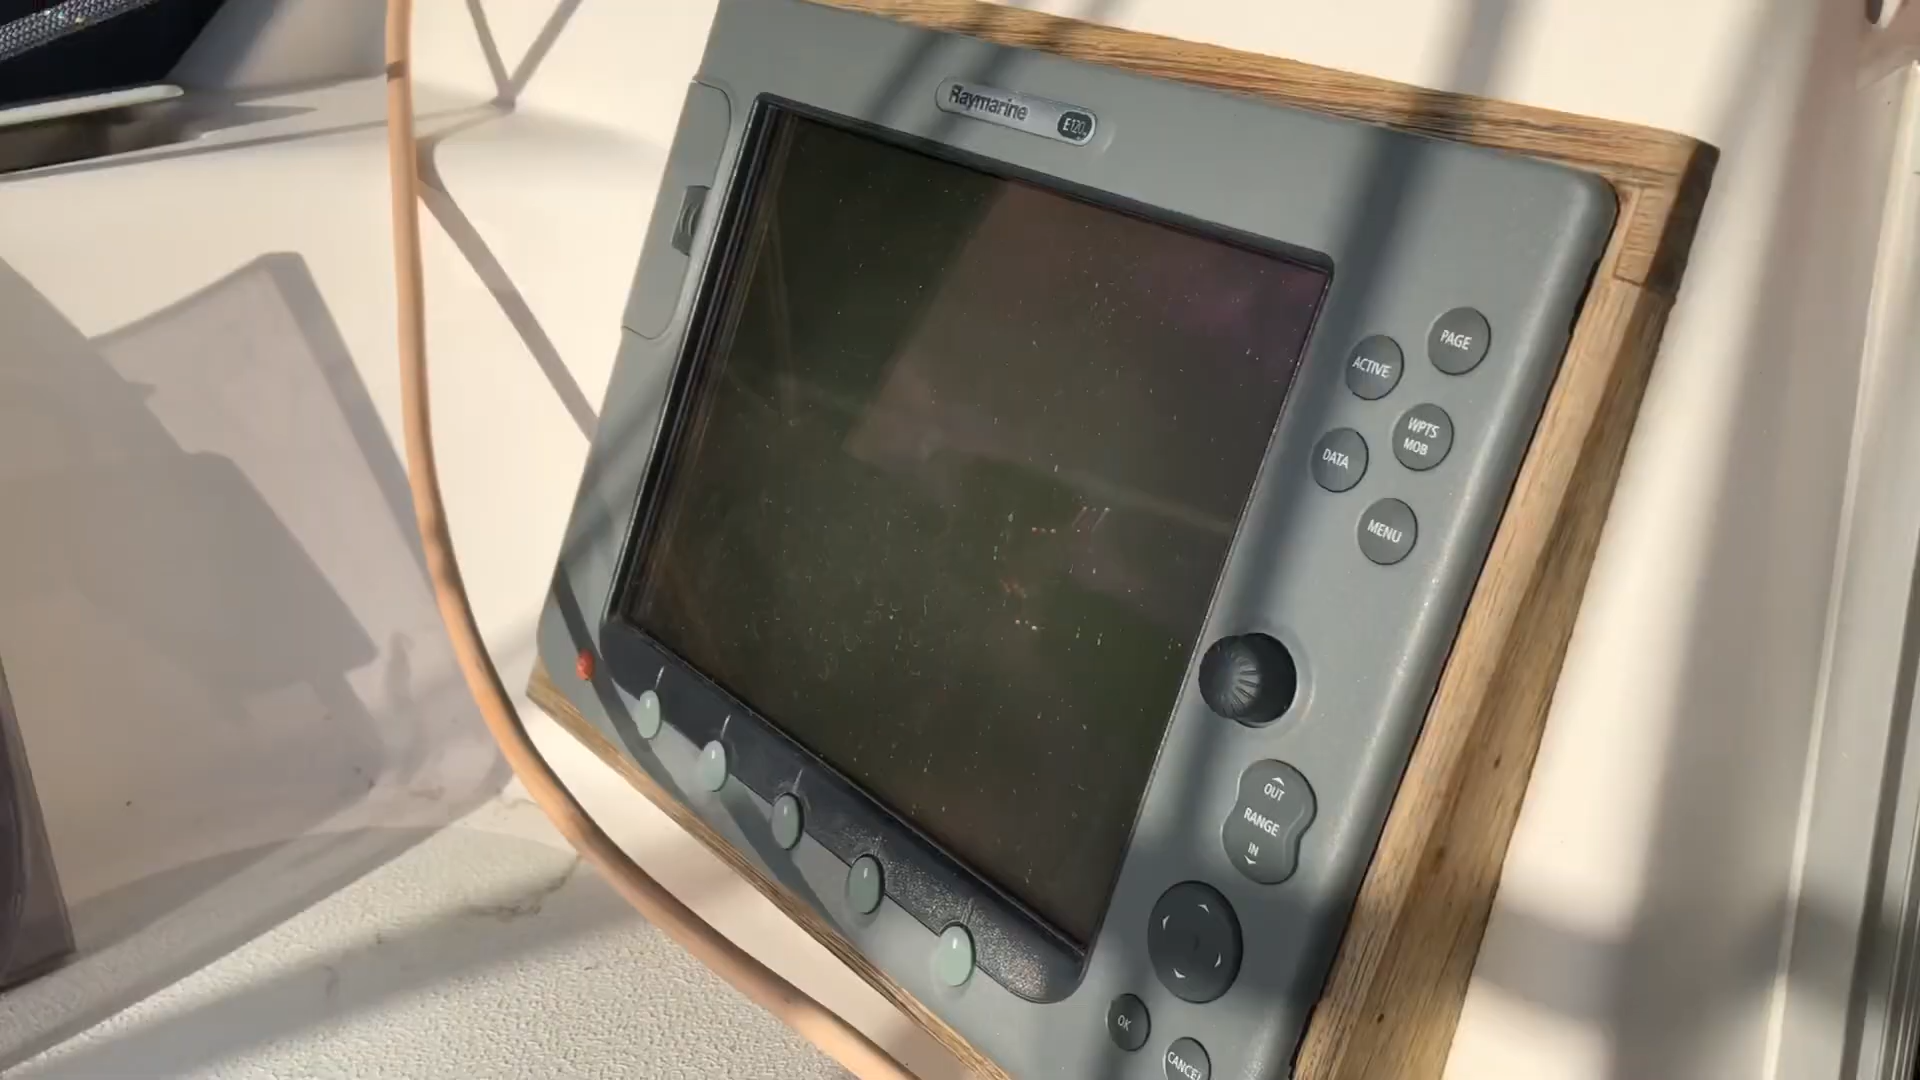 Raymarine E120
PAGE
ACTIVE
WPTS
MOB
DATA
MENU
OUT
RANGE
IN
OK
CANCEL